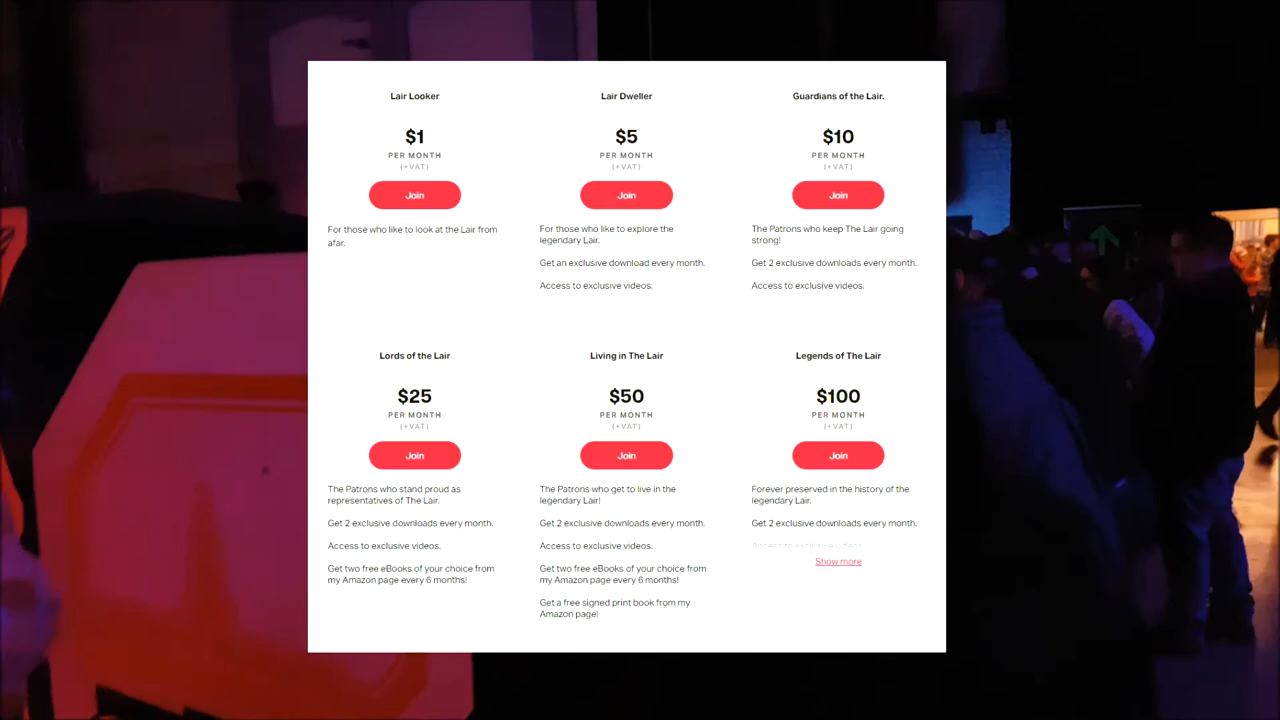 Lair Looker
$1
PER MONTH
(+VAT)
Join
For those who like to look at the Lair from
afar.
Lair Dweller
$5
PER MONTH
(+VAT)
Join
For those who like to explore the
legendary Lair.
Get an exclusive download every month.
Access to exclusive videos.
Guardians of the Lair.
$10
PER MONTH
(+VAT)
Join
The Patrons who keep The Lair going
strong!
Get 2 exclusive downloads every month.
Access to exclusive videos.
Lords of the Lair
$25
PER MONTH
(+VAT)
Join
The Patrons who stand proud as
representatives of The Lair.
Get 2 exclusive downloads every month.
Access to exclusive videos.
Get two free eBooks of your choice from
my Amazon page every 6 months!
Living in The Lair
$50
PER MONTH
(+VAT)
Join
The Patrons who get to live in the
legendary Lair!
Get 2 exclusive downloads every month.
Access to exclusive videos.
Get two free eBooks of your choice from
my Amazon page every 6 months!
Get a free signed print book from my
Amazon page!
Legends of The Lair
$100
PER MONTH
(+VAT)
Join
Forever preserved in the history of the
legendary Lair.
Get 2 exclusive downloads every month.
Access to exclusive videos.
Show more